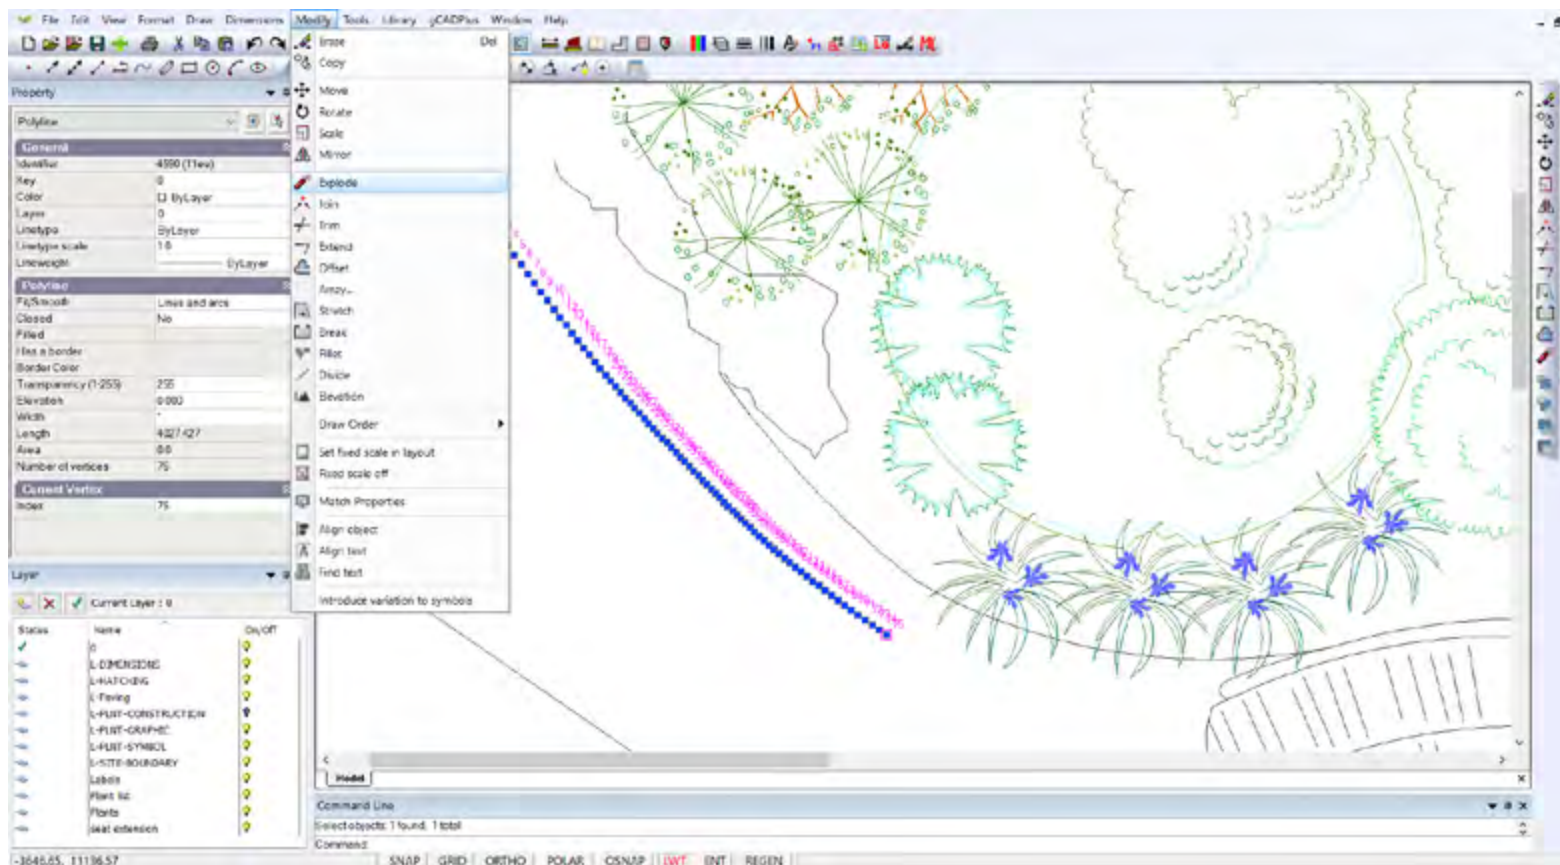 File Edit View Format Draw Dimensions Modify Tools Library gCADPlus Window Help
Erase Del
Copy
Move
Rotate
Scale
Mirror
Explode
Join
Trim
Extend
Offset
Array...
Stretch
Break
Fillet
Divide
Elevation
Draw Order
Set fixed scale in layout
Fixed scale off
Match Properties
Align object
Align text
Find text
Introduce variation to symbols
Property
Polyline
General
Identifier
Key 0
Color ByLayer
Layer 0
Linetype ByLayer
Linetype scale 1.0
Lineweight ByLayer
Polyline
Fit/Smooth Lines and arcs
Closed No
Filled
Has a border
Border Color
Transparency (1-255) 255
Elevation 0.000
Width
Length 4027.427
Area 0.0
Number of vertices 75
Current Vertex
Index 75
Layer
Current Layer : 0
Status Name On/Off
0
L-DIMENSIONS
L-HATCHING
L-Paving
L-PLNT-CONSTRUCTION
L-PLNT-GRAPHIC
L-PLNT-SYMBOL
L-SITE-BOUNDARY
Labels
Plant list
Plants
seat extension
Model
Command Line
Select objects: 1 found, 1 total
Command
-3646.65, 11196.57 SNAP GRID ORTHO POLAR OSNAP LWT ENT REGEN